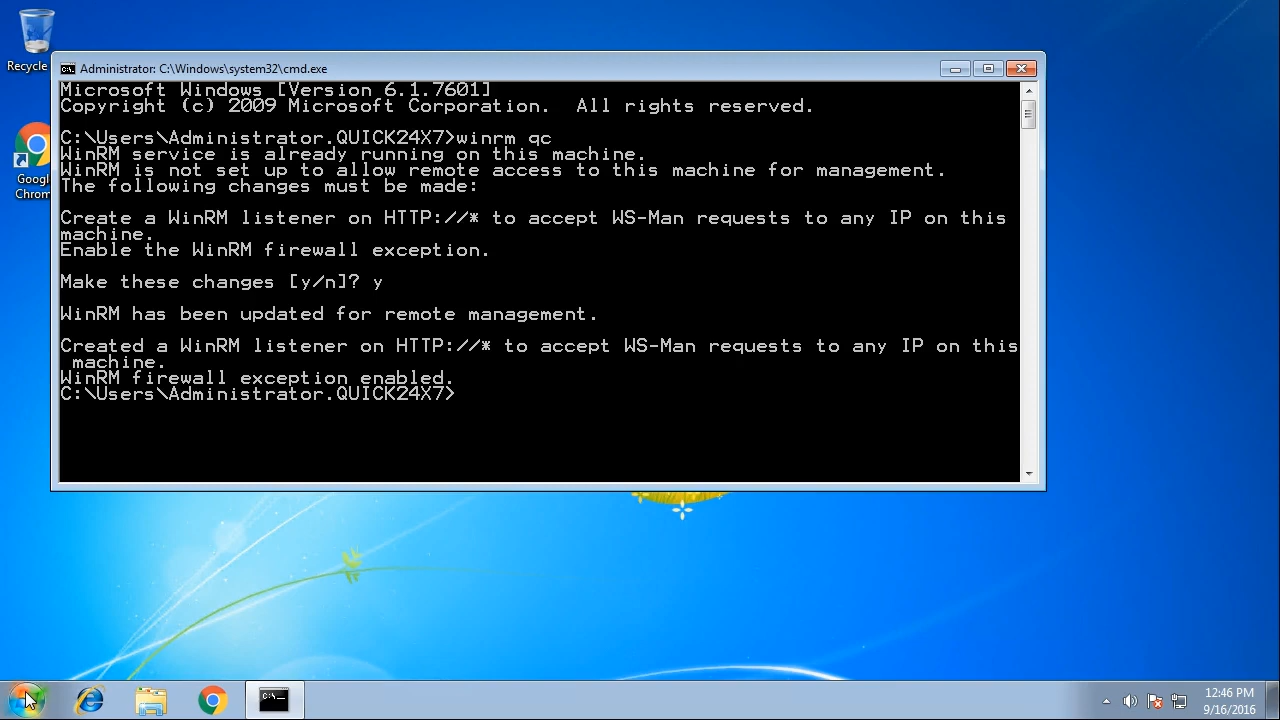 Recycle
Google
Chrom
Administrator: C:\Windows\system32\cmd.exe
Microsoft Windows [Version 6.1.7601]
Copyright (c) 2009 Microsoft Corporation.  All rights reserved.
C:\Users\Administrator.QUICK24X7>winrm qc
WinRM service is already running on this machine.
WinRM is not set up to allow remote access to this machine for management.
The following changes must be made:
Create a WinRM listener on HTTP://* to accept WS-Man requests to any IP on this
machine.
Enable the WinRM firewall exception.
Make these changes [y/n]? y
WinRM has been updated for remote management.
Created a WinRM listener on HTTP://* to accept WS-Man requests to any IP on this
machine.
WinRM firewall exception enabled.
C:\Users\Administrator.QUICK24X7>
12:46 PM
9/16/2016